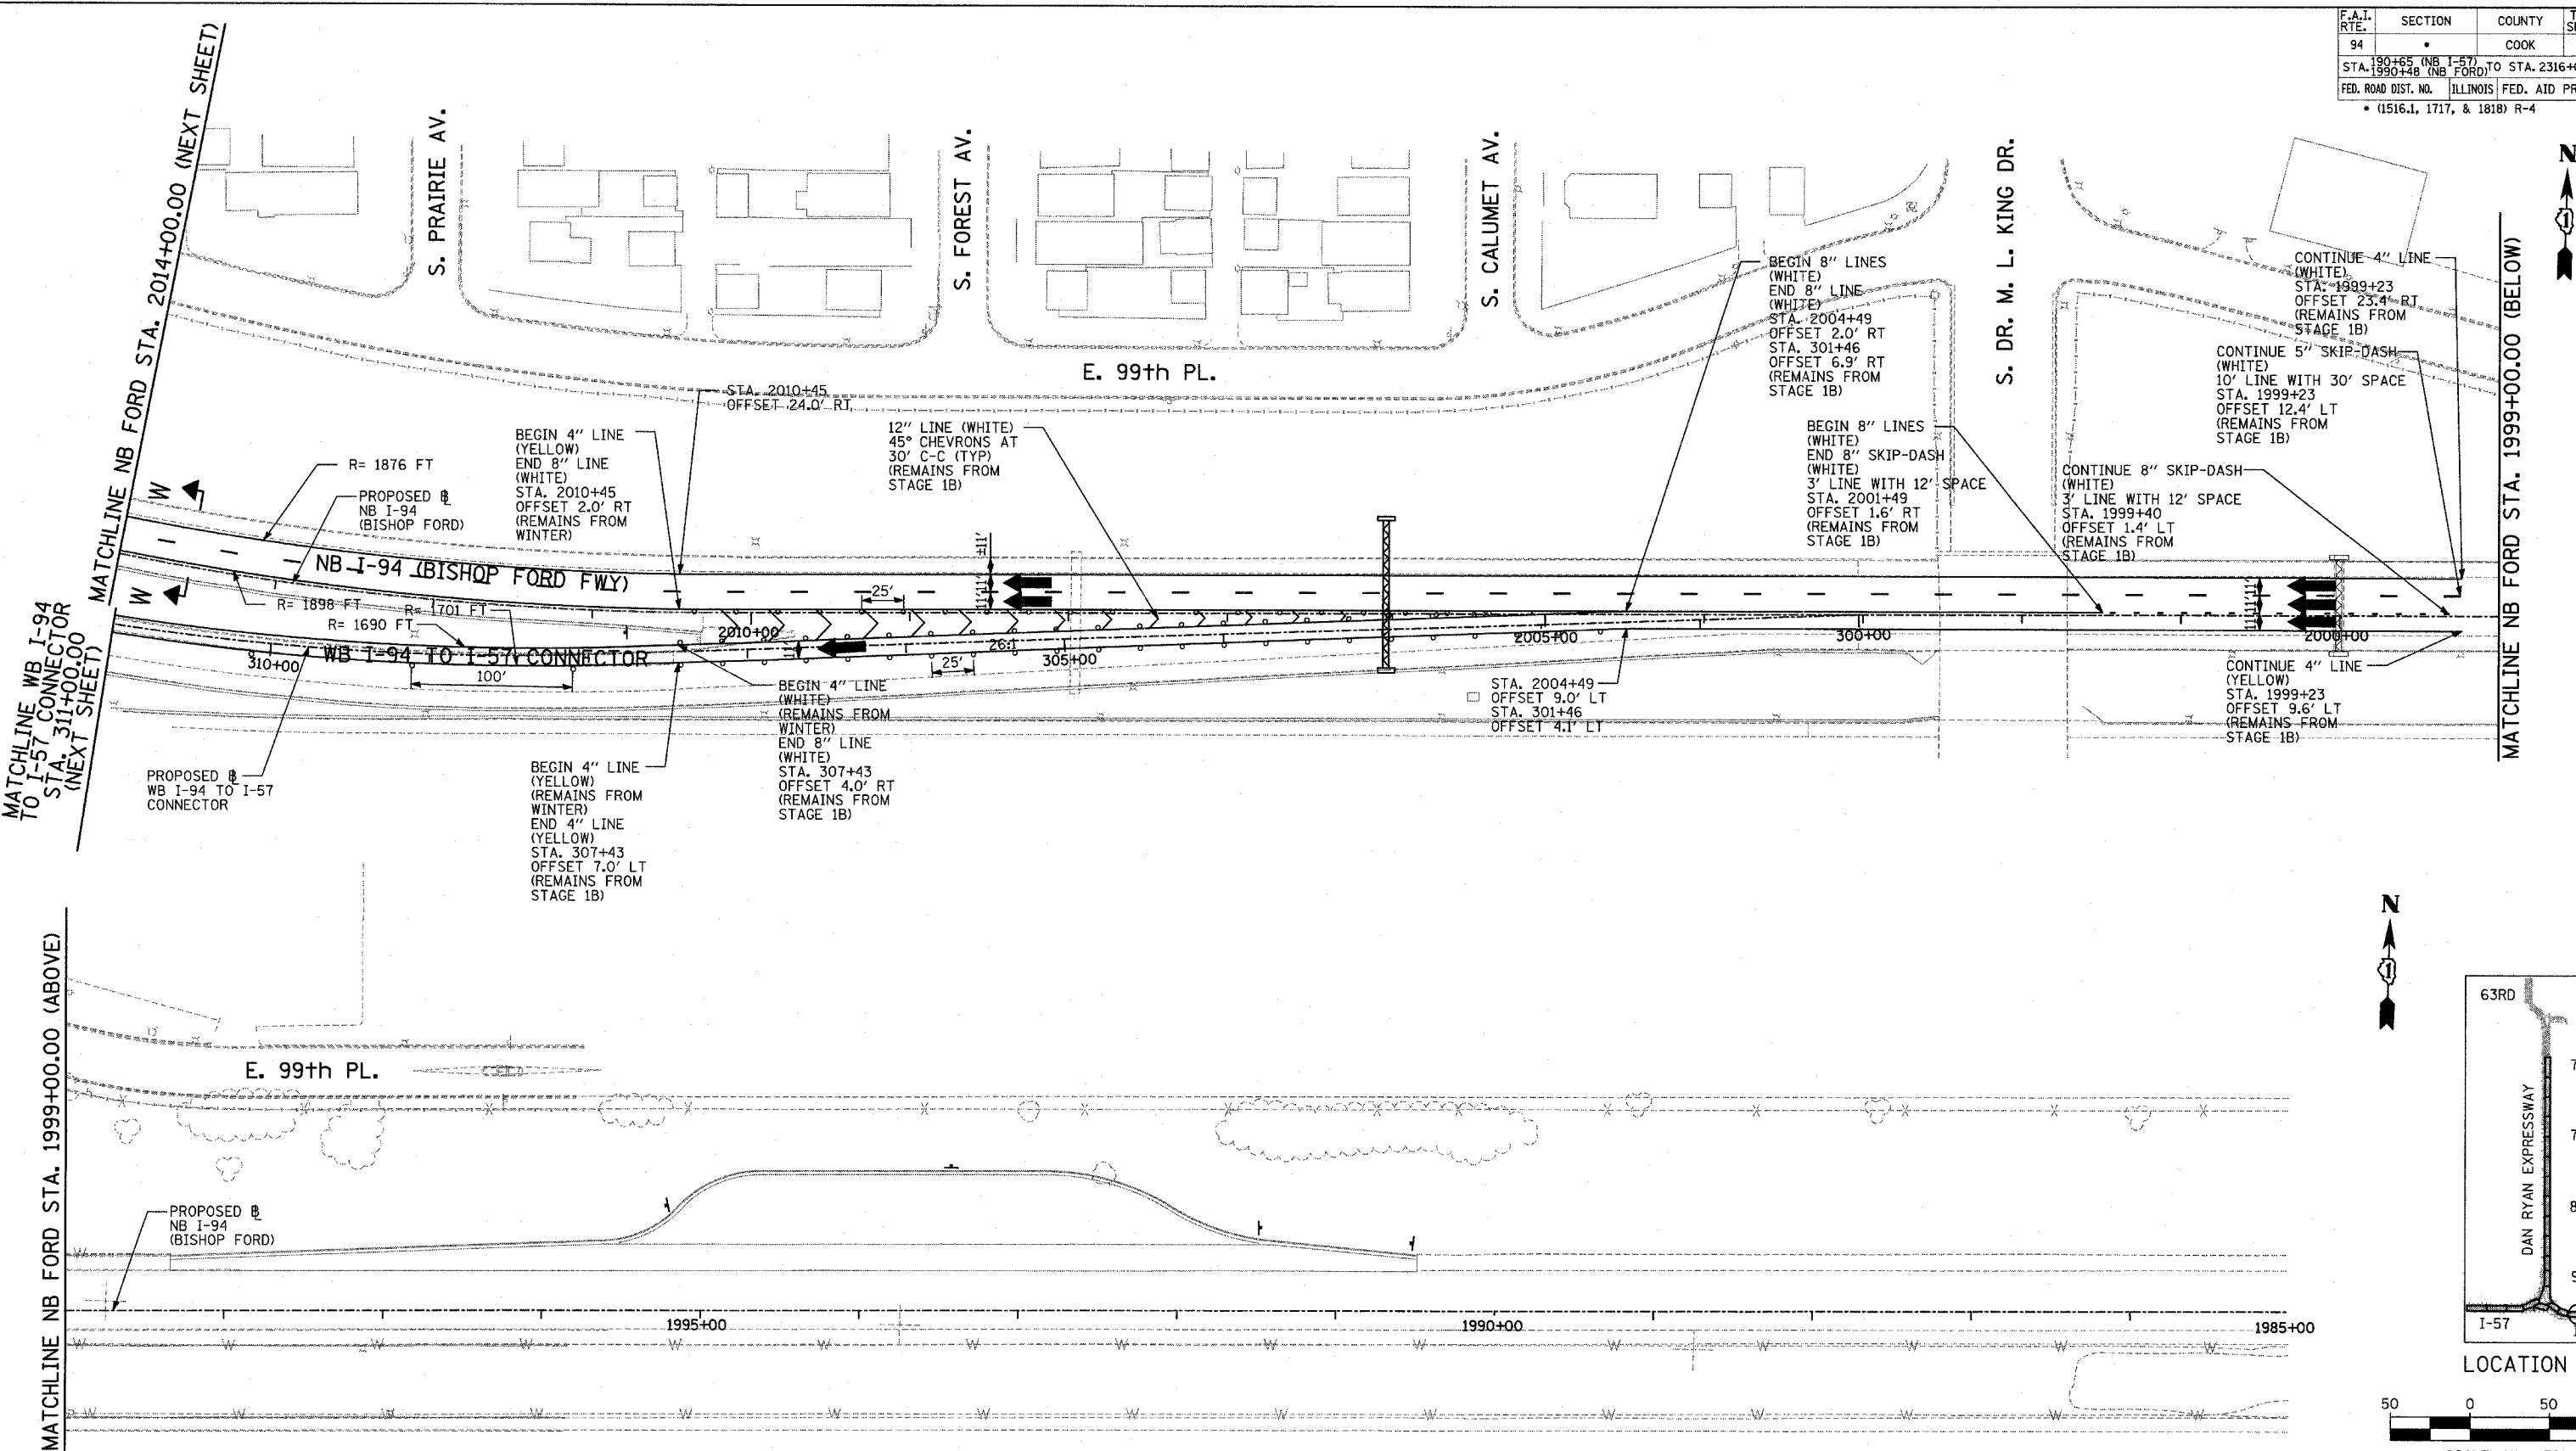 F.A.I. RTE.
SECTION
COUNTY
94
•
COOK
STA. 190+65 (NB I-57)
1990+48 (NB FORD) TO STA. 2316+
FED. ROAD DIST. NO.
ILLINOIS
FED. AID
• (1516.1, 1717, & 1818) R-4
MATCHLINE NB FORD STA. 2014+00.00 (NEXT SHEET)
S. PRAIRIE AV.
S. FOREST AV.
S. CALUMET AV.
S. DR. M. L. KING DR.
N
1
E. 99th PL.
BEGIN 8" LINES
(WHITE)
END 8" LINE
(WHITE)
STA. 2004+49
OFFSET 2.0' RT
STA. 301+46
OFFSET 6.9' RT
(REMAINS FROM
STAGE 1B)
CONTINUE 4" LINE
(WHITE)
STA. 1999+23
OFFSET 23.4' RT
(REMAINS FROM
STAGE 1B)
CONTINUE 5" SKIP-DASH
(WHITE)
10' LINE WITH 30' SPACE
STA. 1999+23
OFFSET 12.4' LT
(REMAINS FROM
STAGE 1B)
MATCHLINE NB FORD STA. 1999+00.00 (BELOW)
STA. 2010+45
OFFSET 24.0' RT
BEGIN 4" LINE
(YELLOW)
END 8" LINE
(WHITE)
STA. 2010+45
OFFSET 2.0' RT
(REMAINS FROM
WINTER)
12" LINE (WHITE)
45° CHEVRONS AT
30' C-C (TYP)
(REMAINS FROM
STAGE 1B)
BEGIN 8" LINES
(WHITE)
END 8" SKIP-DASH
(WHITE)
3' LINE WITH 12' SPACE
STA. 2001+49
OFFSET 1.6' RT
(REMAINS FROM
STAGE 1B)
CONTINUE 8" SKIP-DASH
(WHITE)
3' LINE WITH 12' SPACE
STA. 1999+40
OFFSET 1.4' LT
(REMAINS FROM
STAGE 1B)
R= 1876 FT
PROPOSED BL
NB I-94
(BISHOP FORD)
W
W
NB I-94 (BISHOP FORD FWY)
±11'
11'
11'
25'
11'
11'
11'
R= 1898 FT
R= 1701 FT
R= 1690 FT
2010+00
WB I-94 TO I-57 CONNECTOR
310+00
100'
26:1
305+00
25'
2005+00
300+00
2000+00
MATCHLINE WB I-94
TO I-57 CONNECTOR
STA. 311+00.00
(NEXT SHEET)
PROPOSED BL
WB I-94 TO I-57
CONNECTOR
BEGIN 4" LINE
(YELLOW)
(REMAINS FROM
WINTER)
END 4" LINE
(YELLOW)
STA. 307+43
OFFSET 7.0' LT
(REMAINS FROM
STAGE 1B)
BEGIN 4" LINE
(WHITE)
(REMAINS FROM
WINTER)
END 8" LINE
(WHITE)
STA. 307+43
OFFSET 4.0' RT
(REMAINS FROM
STAGE 1B)
STA. 2004+49
OFFSET 9.0' LT
STA. 301+46
OFFSET 4.1' LT
CONTINUE 4" LINE
(YELLOW)
STA. 1999+23
OFFSET 9.6' LT
(REMAINS FROM
STAGE 1B)
MATCHLINE NB FORD STA. 1999+00.00 (ABOVE)
E. 99th PL.
PROPOSED BL
NB I-94
(BISHOP FORD)
1995+00
1990+00
1985+00
N
1
63RD
DAN RYAN EXPRESSWAY
I-57
LOCATION
50
0
50